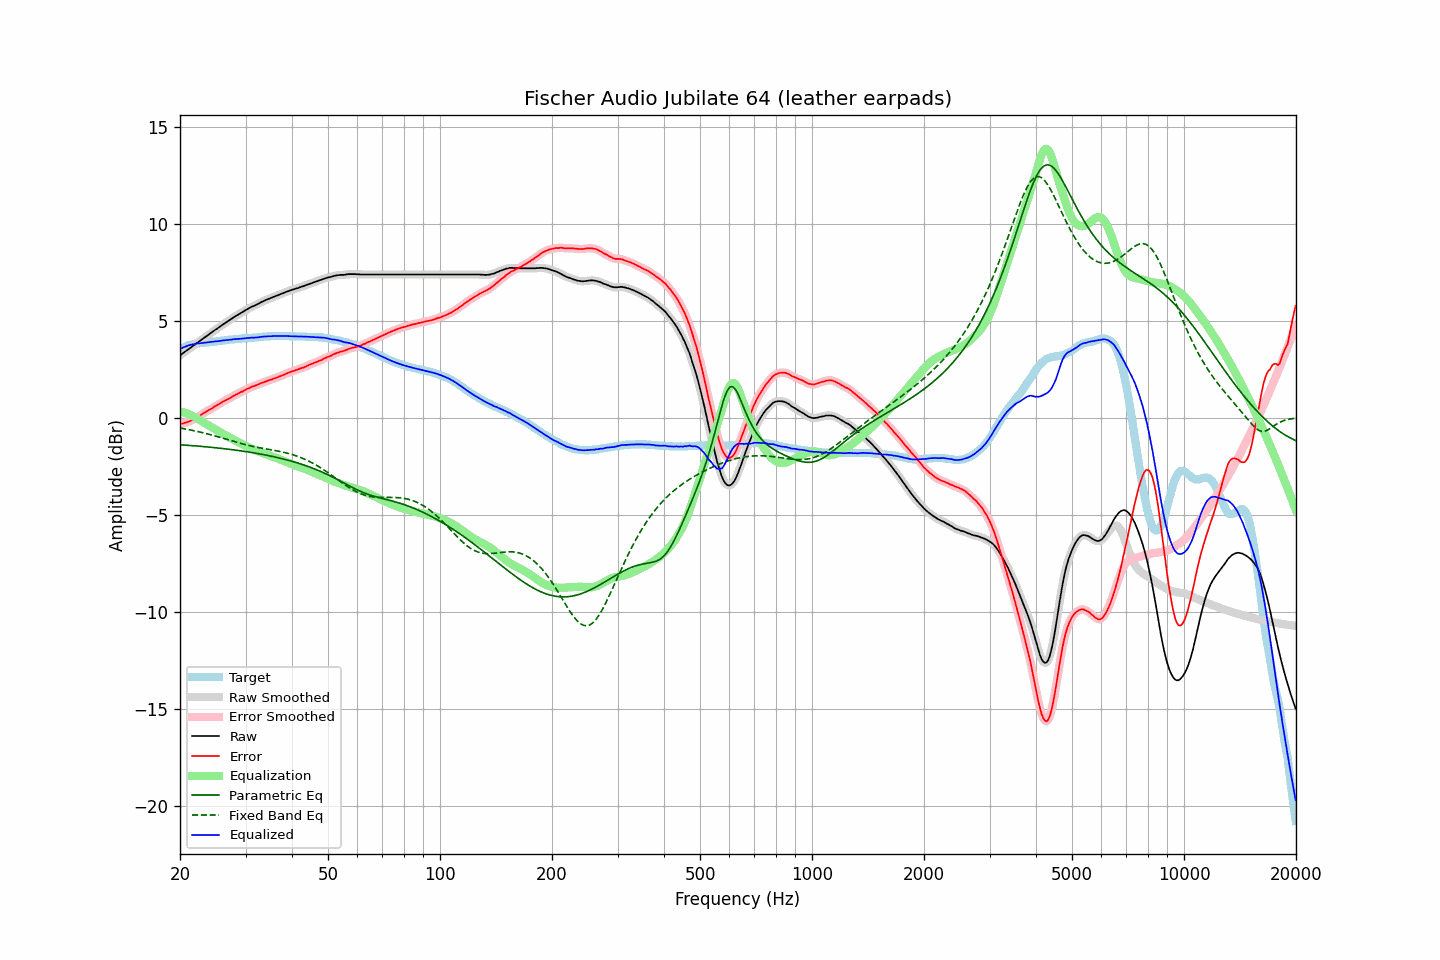 Fischer Audio Jubilate 64 (leather earpads)
15
10
5
0
−5
−10
−15
−20
Amplitude (dBr)
Target
Raw Smoothed
Error Smoothed
Raw
Error
Equalization
Parametric Eq
Fixed Band Eq
Equalized
20
50
100
200
500
1000
2000
5000
10000
20000
Frequency (Hz)